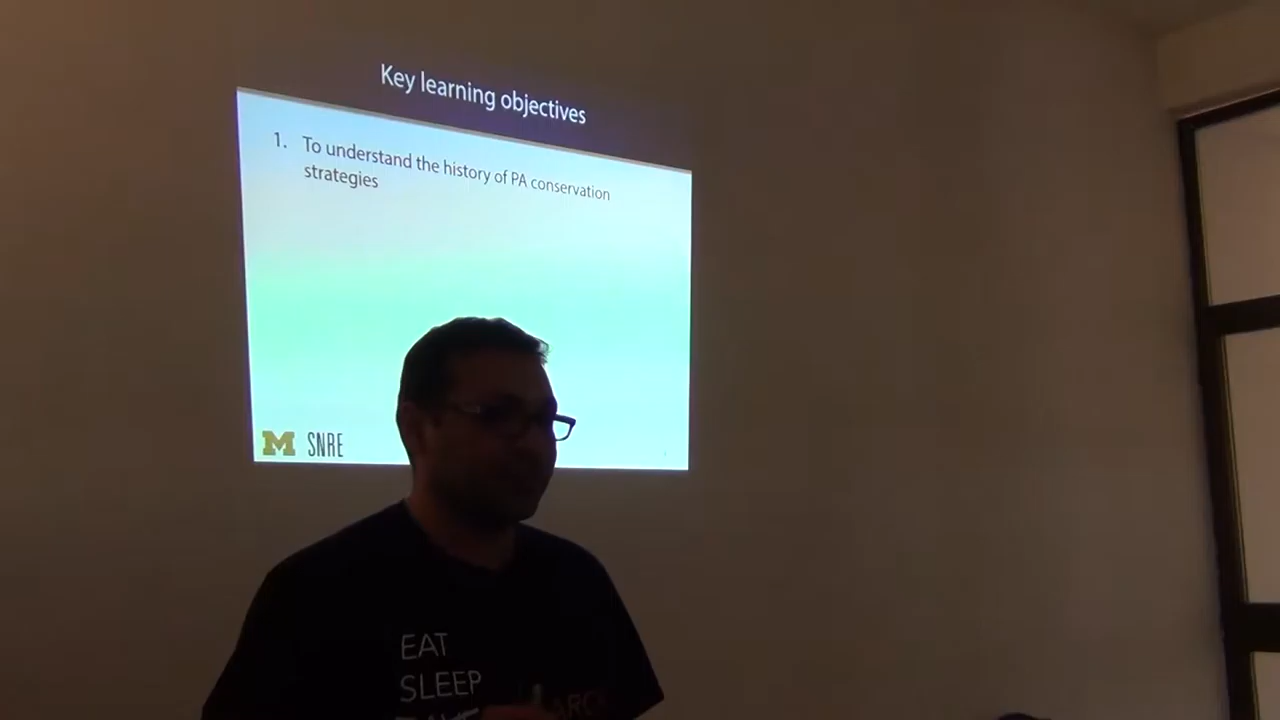 Key learning objectives
1. To understand the history of PA conservation
strategies
M SNRE
EAT
SLEEP